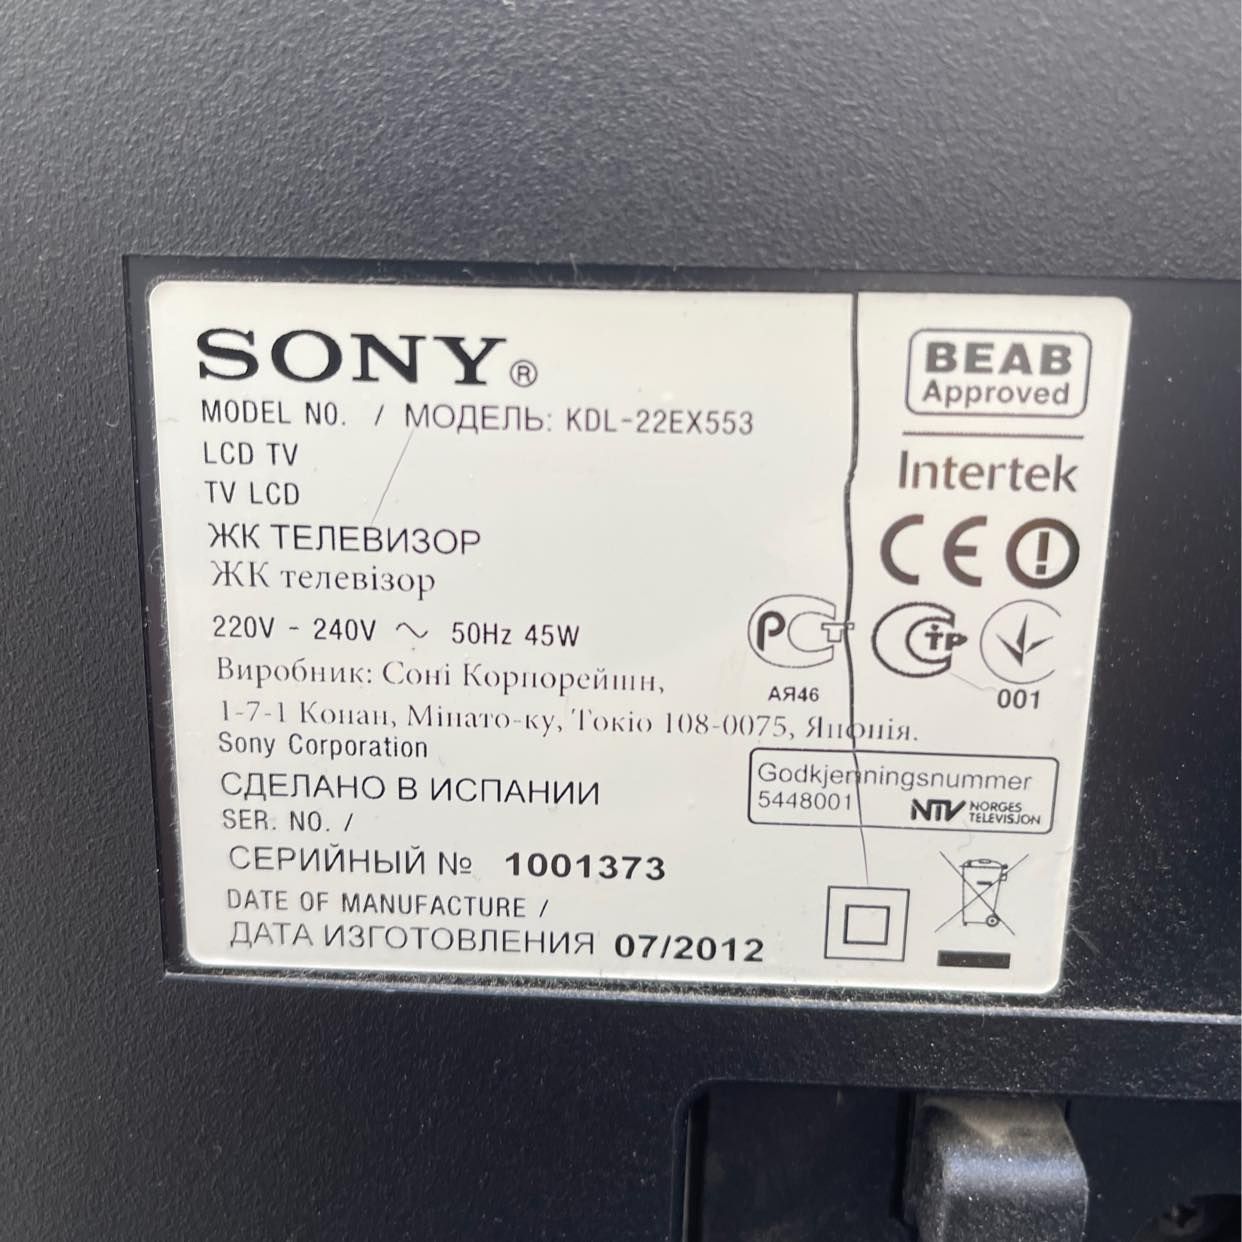 SONY®
MODEL NO. / МОДЕЛЬ: KDL-22EX553
LCD TV
TV LCD
ЖК ТЕЛЕВИЗОР
ЖК телевізор
220V - 240V ~ 50Hz 45W
Виробник: Соні Корпорейшн,
1-7-1 Конан, Мінато-ку, Токіо 108-0075, Японія.
Sony Corporation
СДЕЛАНО В ИСПАНИИ
SER. NO. /
СЕРИЙНЫЙ № 1001373
DATE OF MANUFACTURE /
ДАТА ИЗГОТОВЛЕНИЯ 07/2012
BEAB
Approved
Intertek
CE
РСТ
АЯ46
СТР
001
Godkjenningsnummer
5448001
NTV NORGES
TELEVISJON